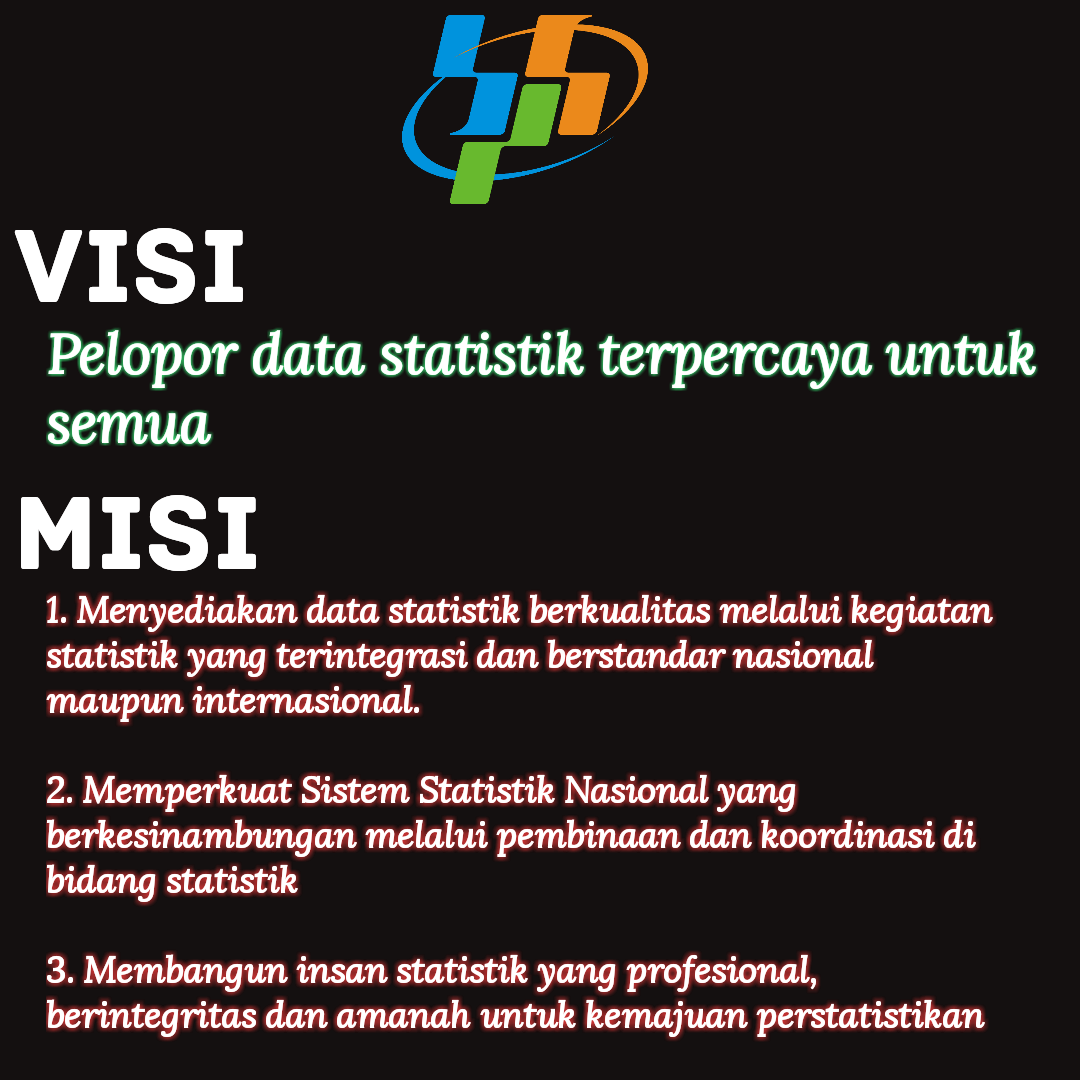 VISI
Pelopor data statistik terpercaya untuk
semua
MISI
1. Menyediakan data statistik berkualitas melalui kegiatan
statistik yang terintegrasi dan berstandar nasional
maupun internasional.
2. Memperkuat Sistem Statistik Nasional yang
berkesinambungan melalui pembinaan dan koordinasi di
bidang statistik
3. Membangun insan statistik yang profesional,
berintegritas dan amanah untuk kemajuan perstatistikan